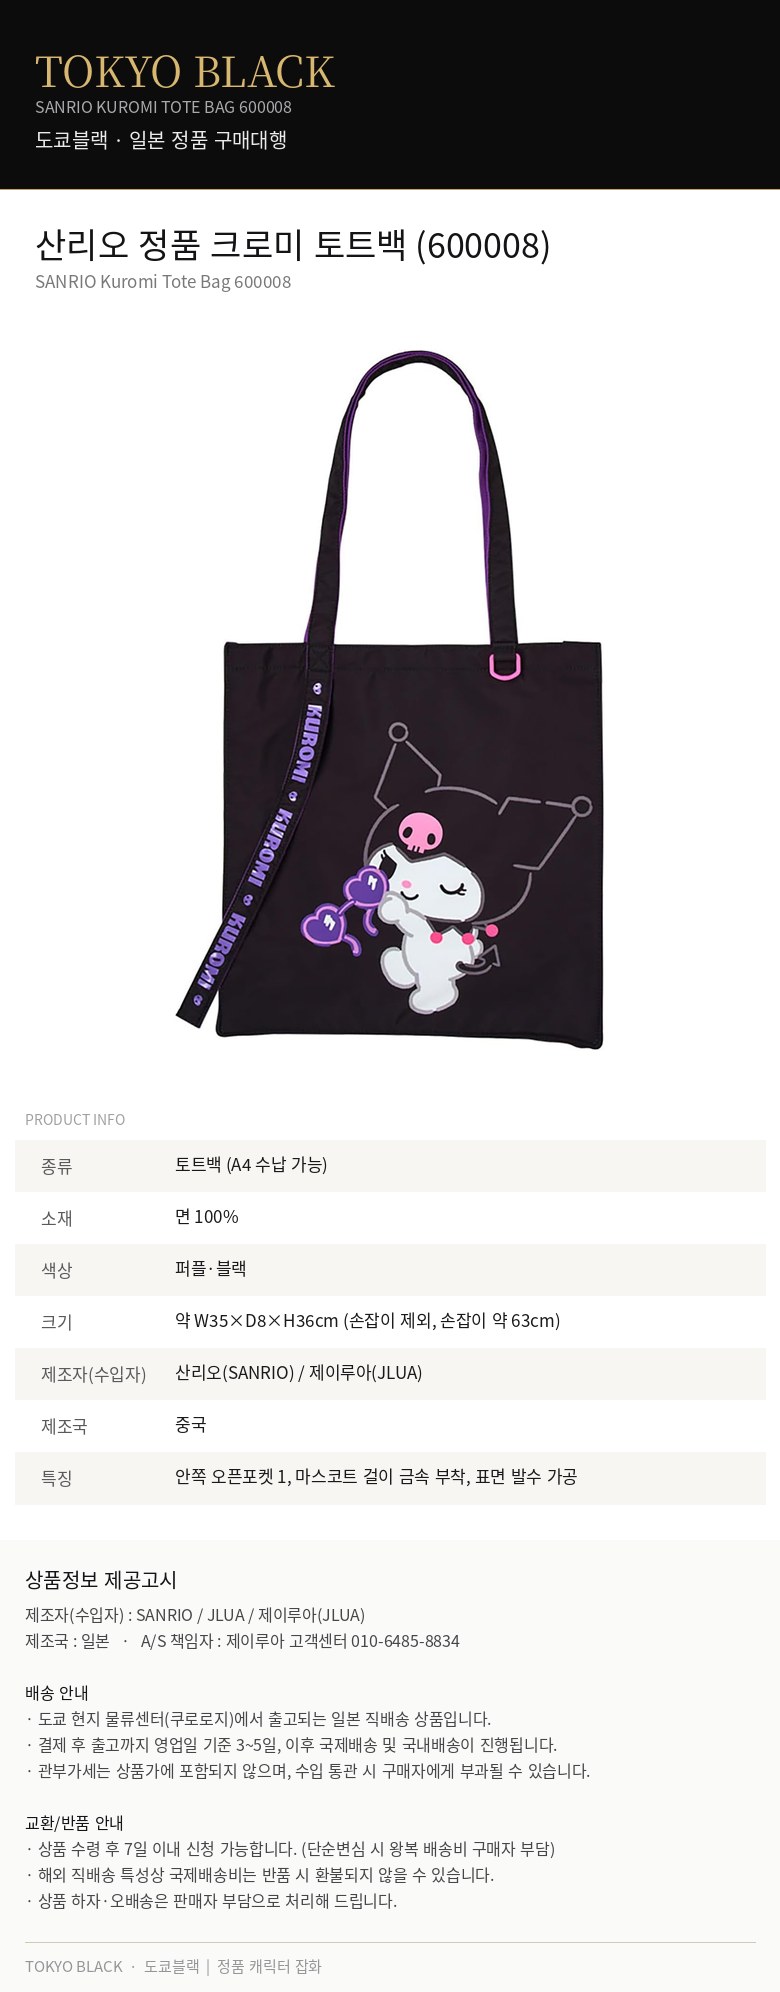 TOKYO BLACK
SANRIO KUROMI TOTE BAG 600008
도쿄블랙 · 일본 정품 구매대행
산리오 정품 크로미 토트백 (600008)
SANRIO Kuromi Tote Bag 600008
KUROMI
KUROMI
KUROMI
PRODUCT INFO
종류 토트백 (A4 수납 가능)
소재 면 100%
색상 퍼플·블랙
크기 약 W35×D8×H36cm (손잡이 제외, 손잡이 약 63cm)
제조자(수입자) 산리오(SANRIO) / 제이루아(JLUA)
제조국 중국
특징 안쪽 오픈포켓 1, 마스코트 걸이 금속 부착, 표면 발수 가공
상품정보 제공고시
제조자(수입자) : SANRIO / JLUA / 제이루아(JLUA)
제조국 : 일본 · A/S 책임자 : 제이루아 고객센터 010-6485-8834
배송 안내
· 도쿄 현지 물류센터(쿠로로지)에서 출고되는 일본 직배송 상품입니다.
· 결제 후 출고까지 영업일 기준 3~5일, 이후 국제배송 및 국내배송이 진행됩니다.
· 관부가세는 상품가에 포함되지 않으며, 수입 통관 시 구매자에게 부과될 수 있습니다.
교환/반품 안내
· 상품 수령 후 7일 이내 신청 가능합니다. (단순변심 시 왕복 배송비 구매자 부담)
· 해외 직배송 특성상 국제배송비는 반품 시 환불되지 않을 수 있습니다.
· 상품 하자·오배송은 판매자 부담으로 처리해 드립니다.
TOKYO BLACK · 도쿄블랙 | 정품 캐릭터 잡화